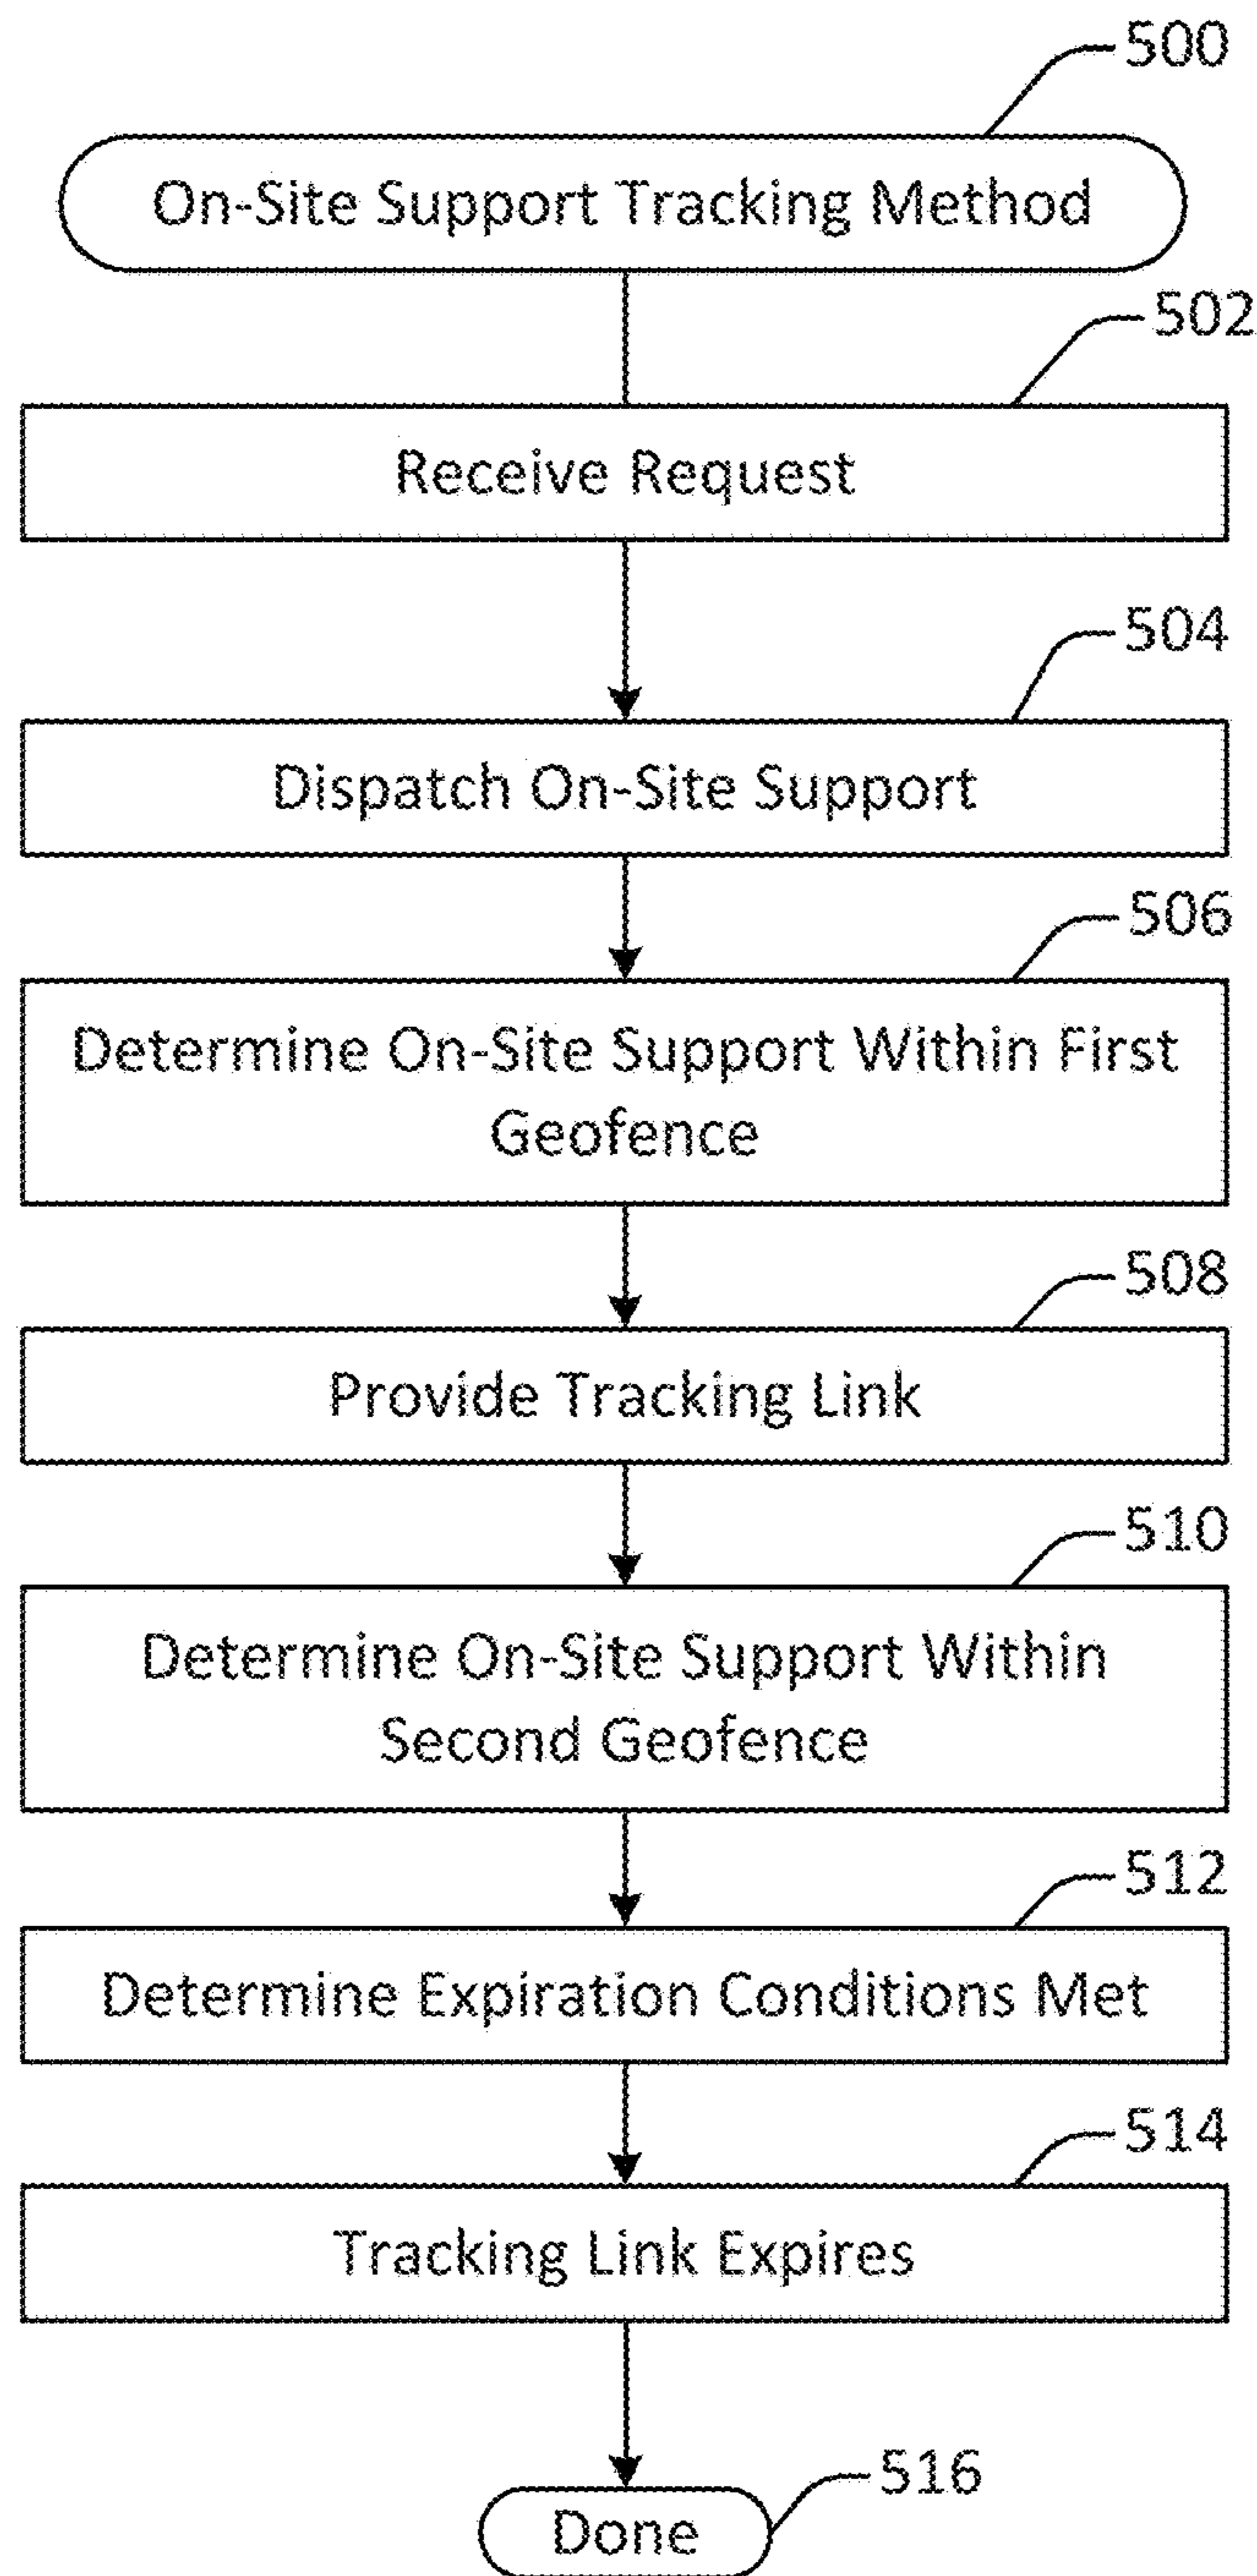 500
On-Site Support Tracking Method
502
Receive Request
504
Dispatch On-Site Support
506
Determine On-Site Support Within First
Geofence
508
Provide Tracking Link
510
Determine On-Site Support Within
Second Geofence
512
Determine Expiration Conditions Met
514
Tracking Link Expires
516
Done